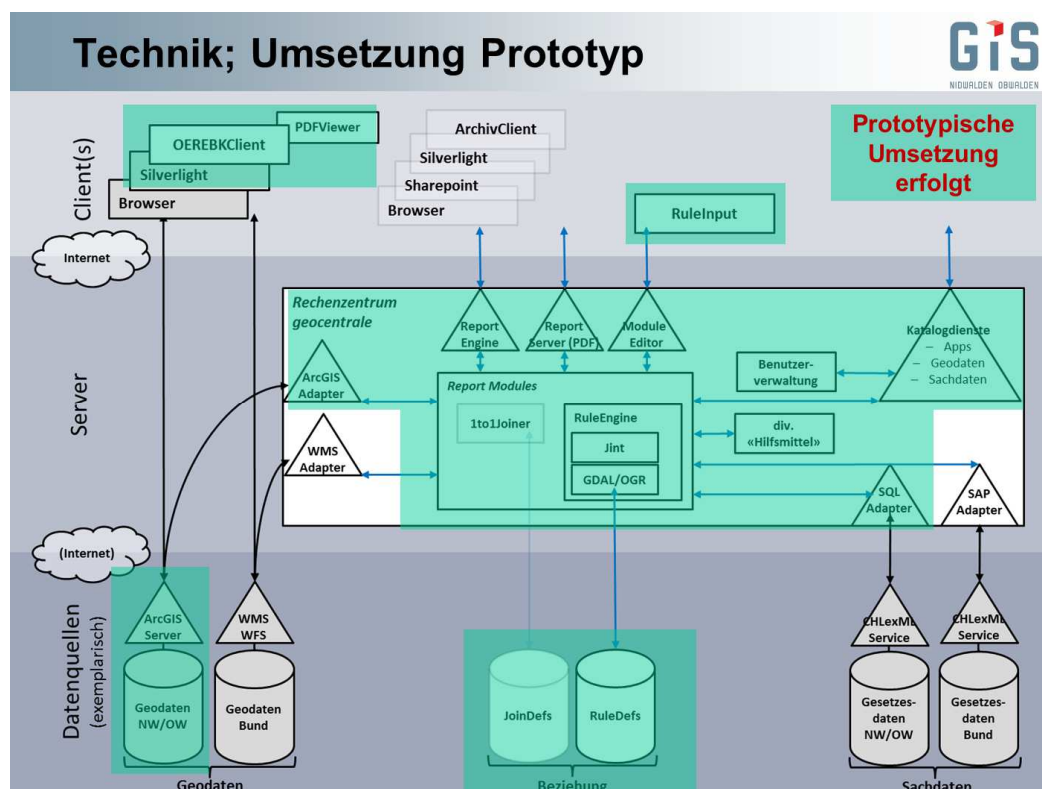 Technik; Umsetzung Prototyp
GiS
NIDWALDEN OBWALDEN
Client(s)
PDFViewer
OEREBKClient
Silverlight
Browser
ArchivClient
Silverlight
Sharepoint
Browser
RuleInput
Prototypische
Umsetzung
erfolgt
Internet
Server
Rechenzentrum
geocentrale
ArcGIS
Adapter
WMS
Adapter
Report
Engine
Report
Server (PDF)
Module
Editor
Report Modules
1to1Joiner
RuleEngine
Jint
GDAL/OGR
Benutzer-
verwaltung
div.
«Hilfsmittel»
Katalogdienste
– Apps
– Geodaten
– Sachdaten
SQL
Adapter
SAP
Adapter
(Internet)
Datenquellen
(exemplarisch)
ArcGIS
Server
WMS
WFS
Geodaten
NW/OW
Geodaten
Bund
Geodaten
JoinDefs
RuleDefs
Beziehung
CHLexML
Service
CHLexML
Service
Gesetzes-
daten
NW/OW
Gesetzes-
daten
Bund
Sachdaten